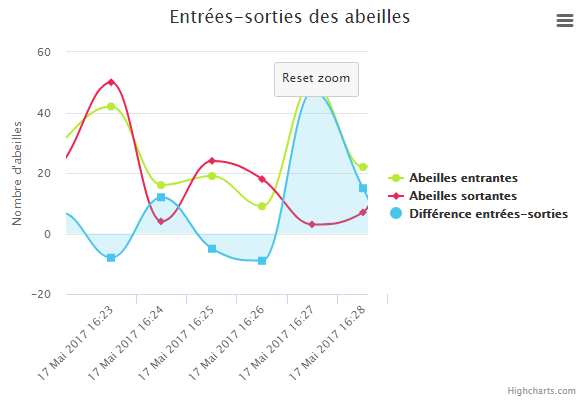 Entrées-sorties des abeilles
Reset zoom
Nombre d'abeilles
60
40
20
0
-20
17 Mai 2017 16:23
17 Mai 2017 16:24
17 Mai 2017 16:25
17 Mai 2017 16:26
17 Mai 2017 16:27
17 Mai 2017 16:28
Abeilles entrantes
Abeilles sortantes
Différence entrées-sorties
Highcharts.com